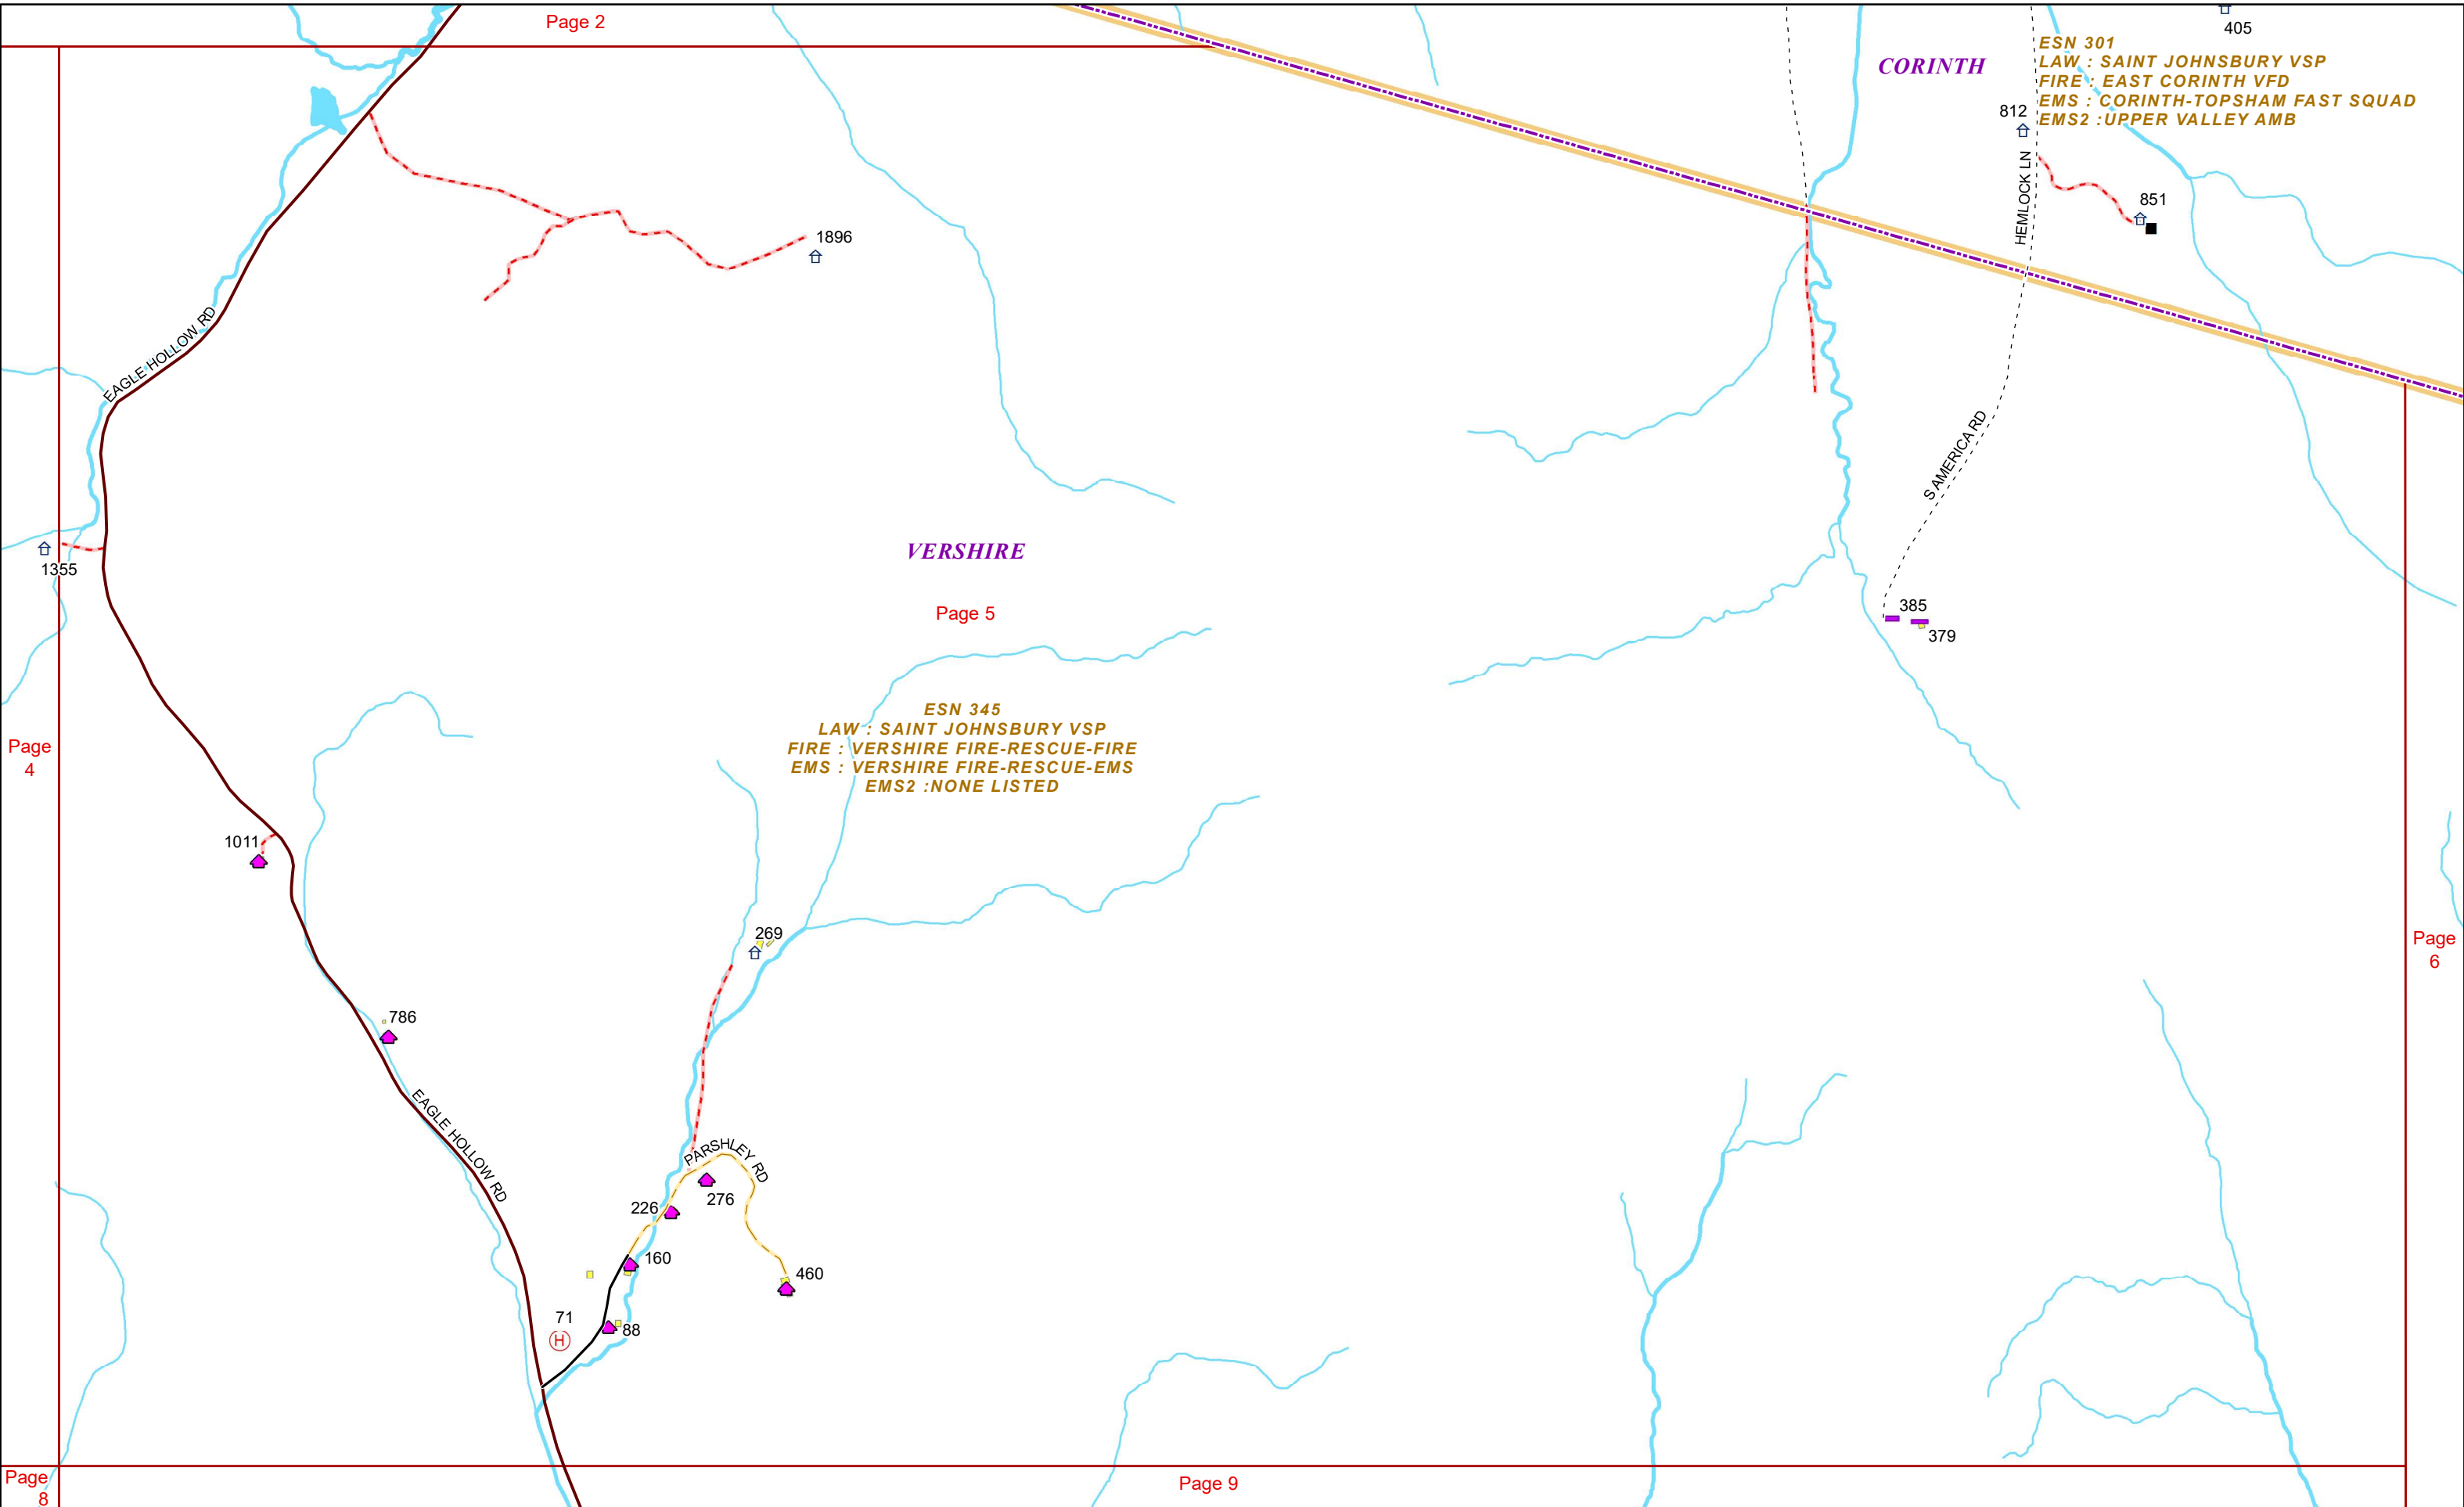 Page 2
405
CORINTH
ESN 301
LAW : SAINT JOHNSBURY VSP
FIRE : EAST CORINTH VFD
EMS : CORINTH-TOPSHAM FAST SQUAD
EMS2 :UPPER VALLEY AMB
812
HEMLOCK LN
851
1896
EAGLE HOLLOW RD
S AMERICA RD
VERSHIRE
1355
Page 5
385
379
ESN 345
LAW : SAINT JOHNSBURY VSP
FIRE : VERSHIRE FIRE-RESCUE-FIRE
EMS : VERSHIRE FIRE-RESCUE-EMS
EMS2 :NONE LISTED
Page
4
1011
269
Page
6
786
EAGLE HOLLOW RD
PARSHLEY RD
276
226
160
460
71
H
88
Page
8
Page 9